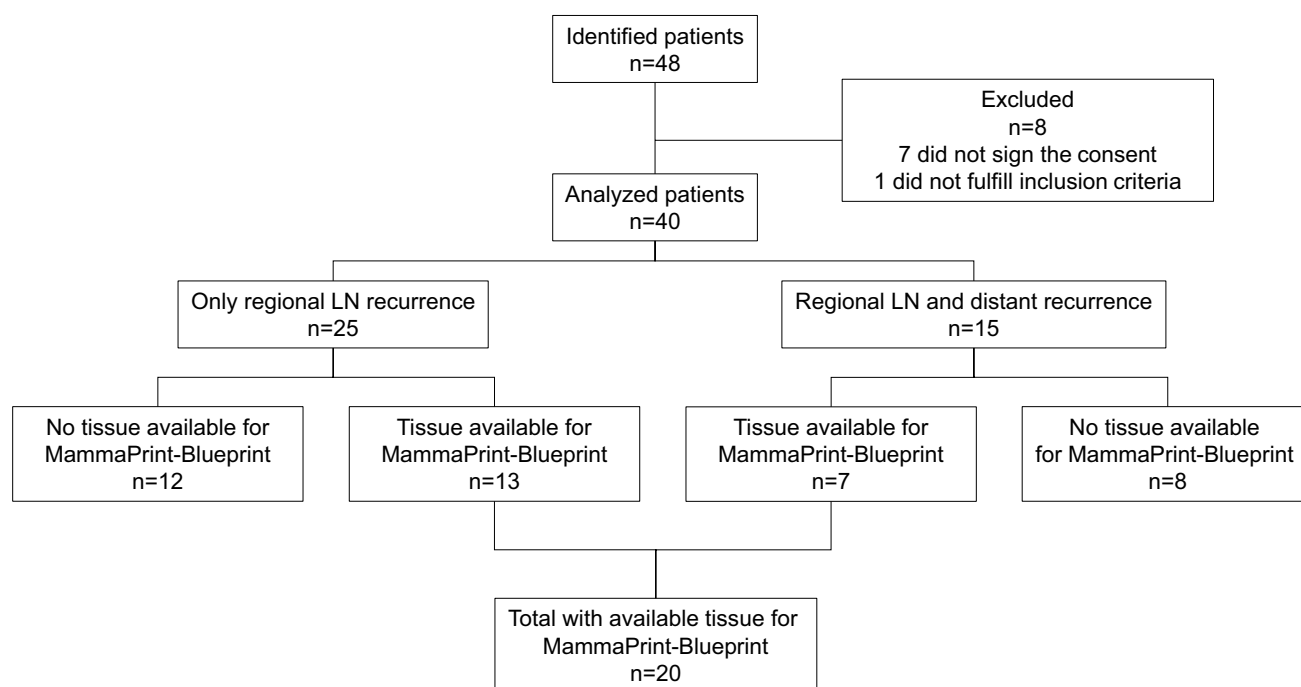 Identified patients
n=48
Excluded
n=8
7 did not sign the consent
1 did not fulfill inclusion criteria
Analyzed patients
n=40
Only regional LN recurrence
n=25
Regional LN and distant recurrence
n=15
No tissue available for
MammaPrint-Blueprint
n=12
Tissue available for
MammaPrint-Blueprint
n=13
Tissue available for
MammaPrint-Blueprint
n=7
No tissue available
for MammaPrint-Blueprint
n=8
Total with available tissue for
MammaPrint-Blueprint
n=20